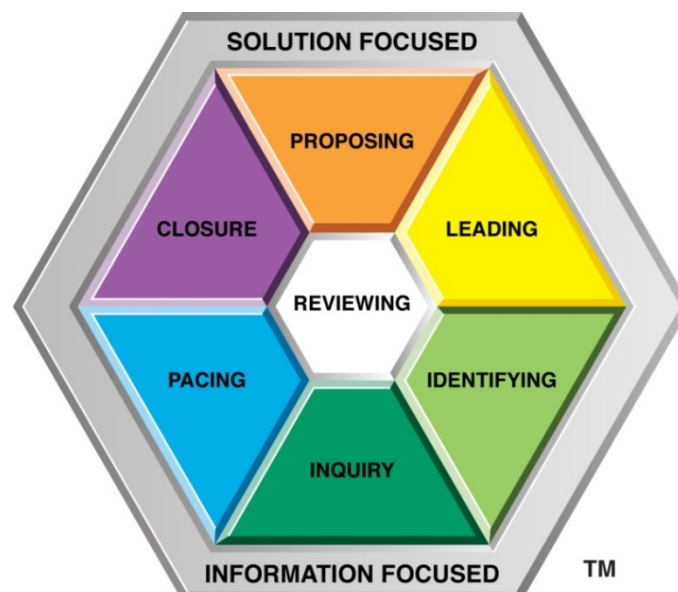 SOLUTION FOCUSED
PROPOSING
CLOSURE
LEADING
REVIEWING
PACING
IDENTIFYING
INQUIRY
INFORMATION FOCUSED
TM